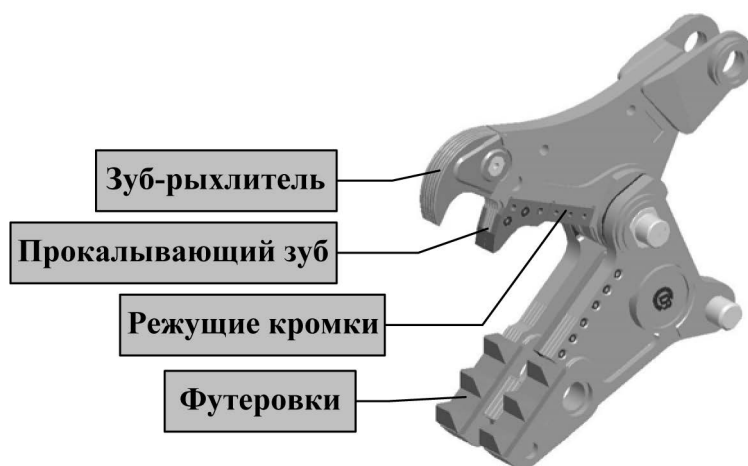 Зуб-рыхлитель
Прокалывающий зуб
Режущие кромки
Футеровки